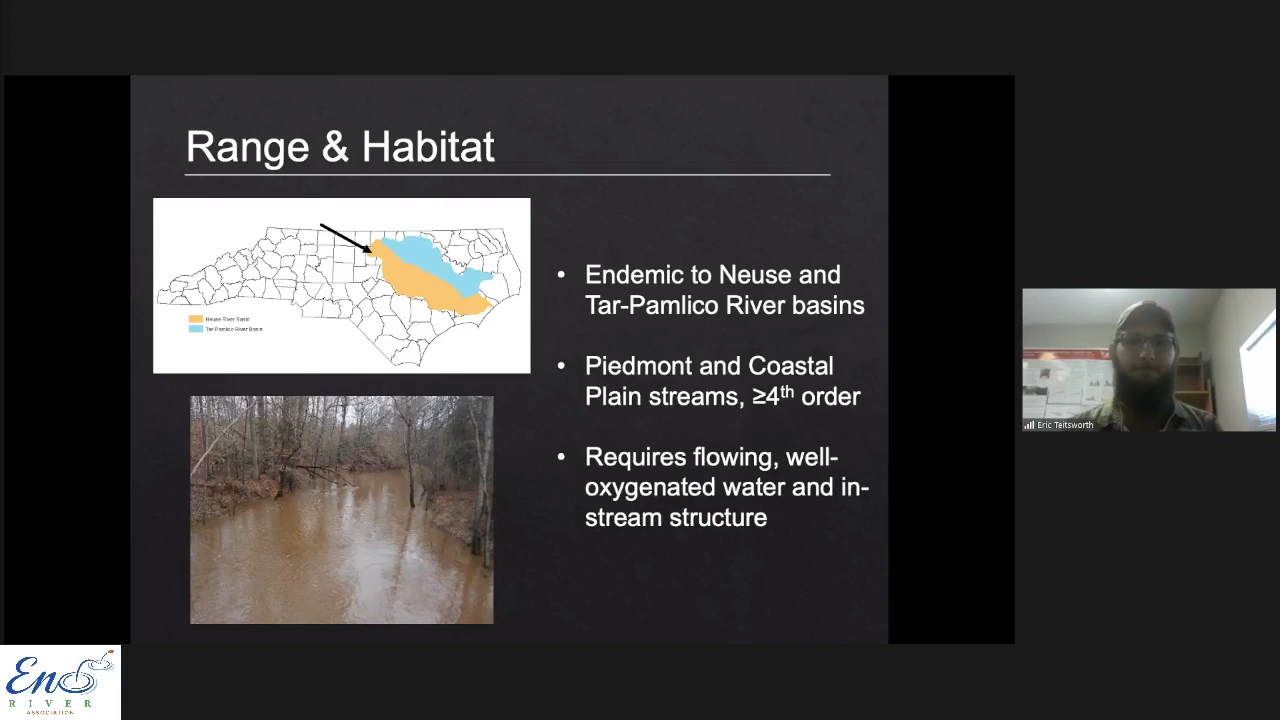 Range & Habitat
Neuse River Basin
Tar-Pamlico River Basin
• Endemic to Neuse and
Tar-Pamlico River basins
• Piedmont and Coastal
Plain streams, ≥4th order
• Requires flowing, well-
oxygenated water and in-
stream structure
Eric Teitsworth
Eno
RIVER
ASSOCIATION